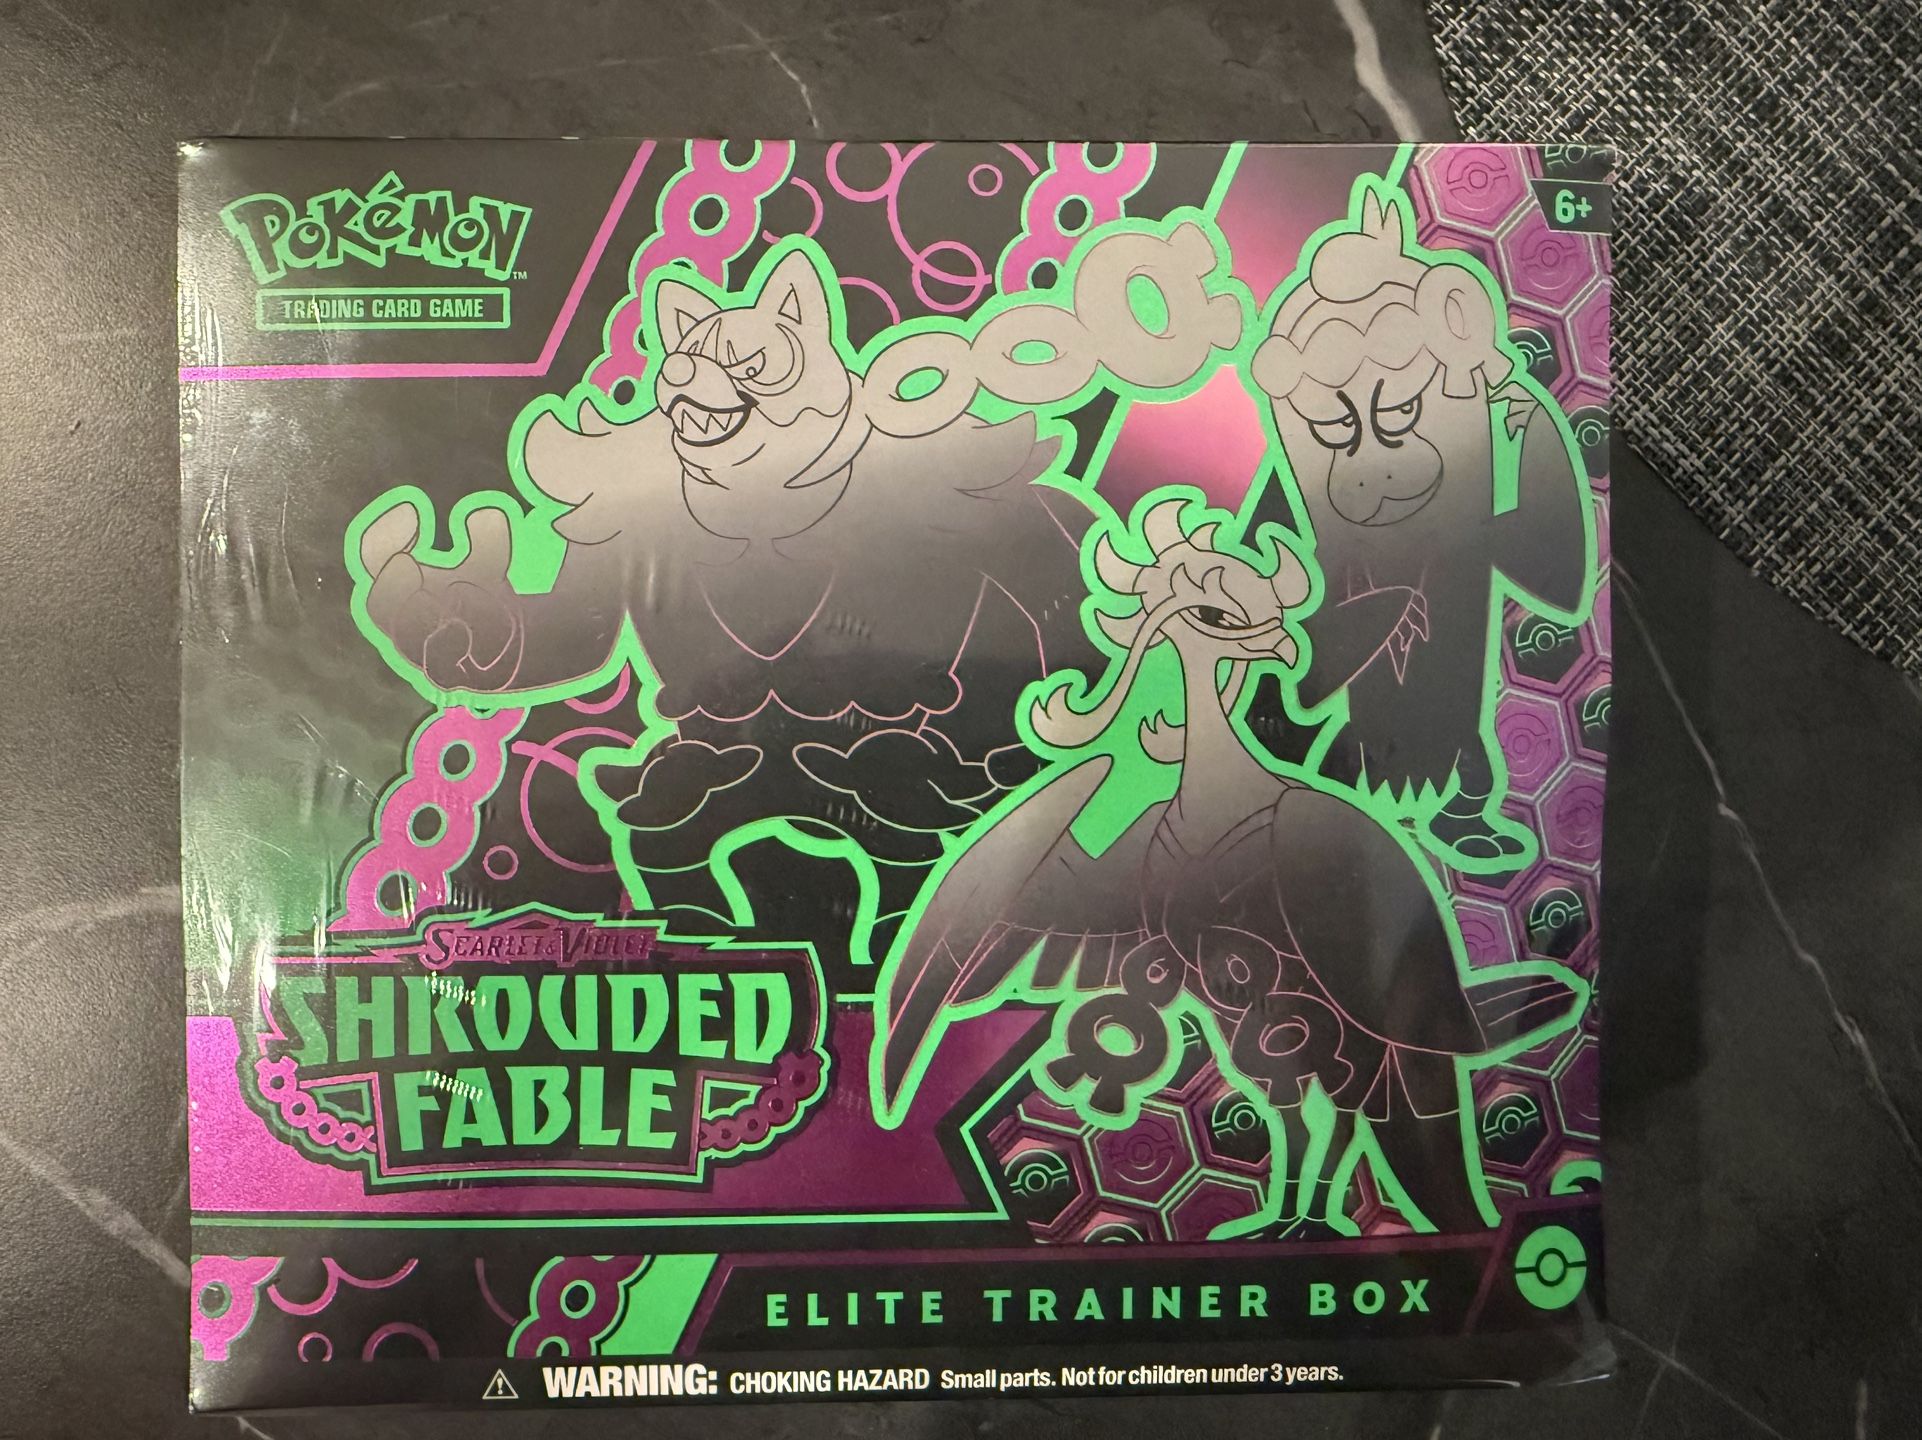 POKéMON™
TRADING CARD GAME
6+
SCARLET & VIOLET
SHROUDED
FABLE
ELITE TRAINER BOX
⚠ WARNING: CHOKING HAZARD Small parts. Not for children under 3 years.